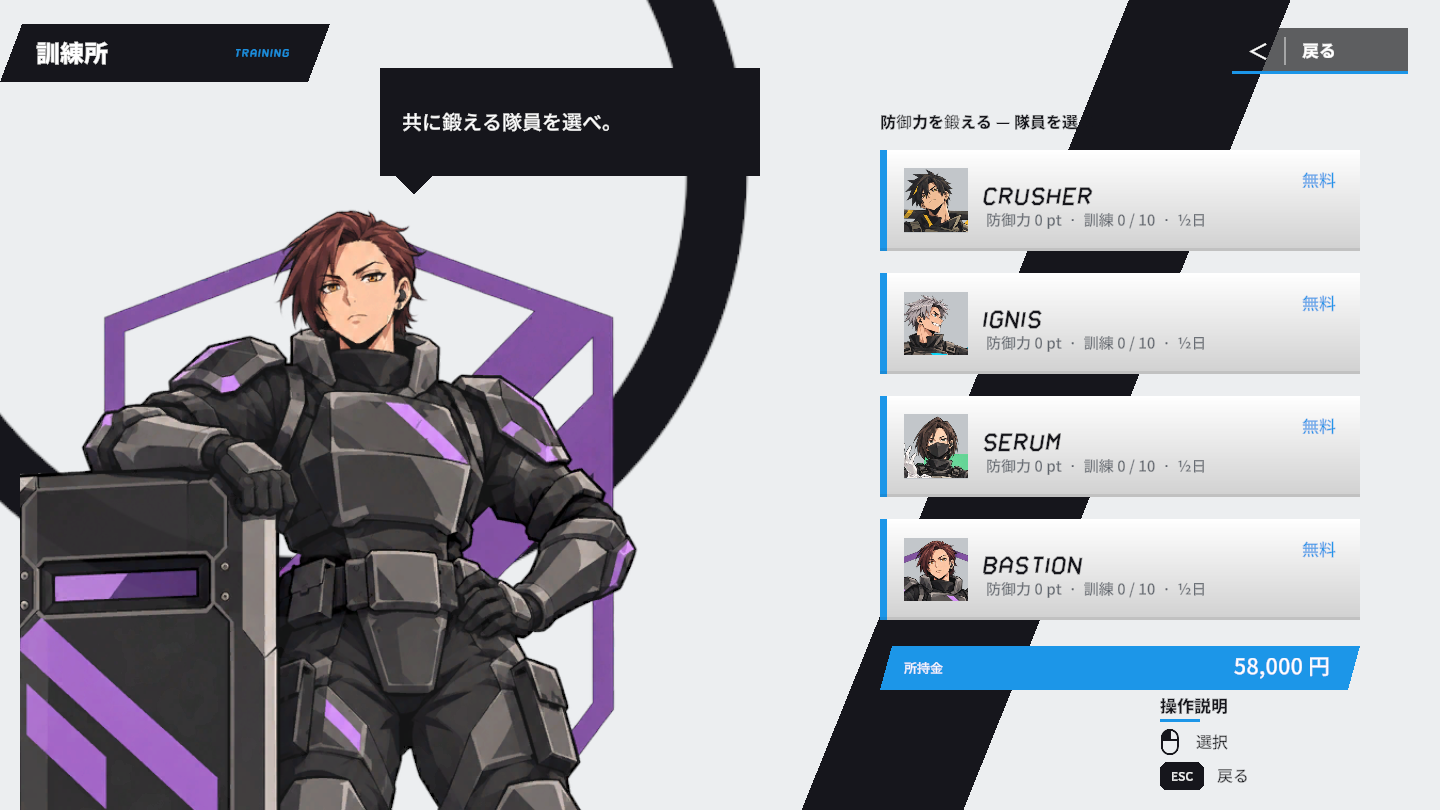 訓練所 TRAINING
< 戻る
共に鍛える隊員を選べ。
防御力を鍛える — 隊員を選
CRUSHER 無料
防御力 0 pt ・ 訓練 0 / 10 ・ ½日
IGNIS 無料
防御力 0 pt ・ 訓練 0 / 10 ・ ½日
SERUM 無料
防御力 0 pt ・ 訓練 0 / 10 ・ ½日
BASTION 無料
防御力 0 pt ・ 訓練 0 / 10 ・ ½日
所持金 58,000 円
操作説明
選択
ESC 戻る